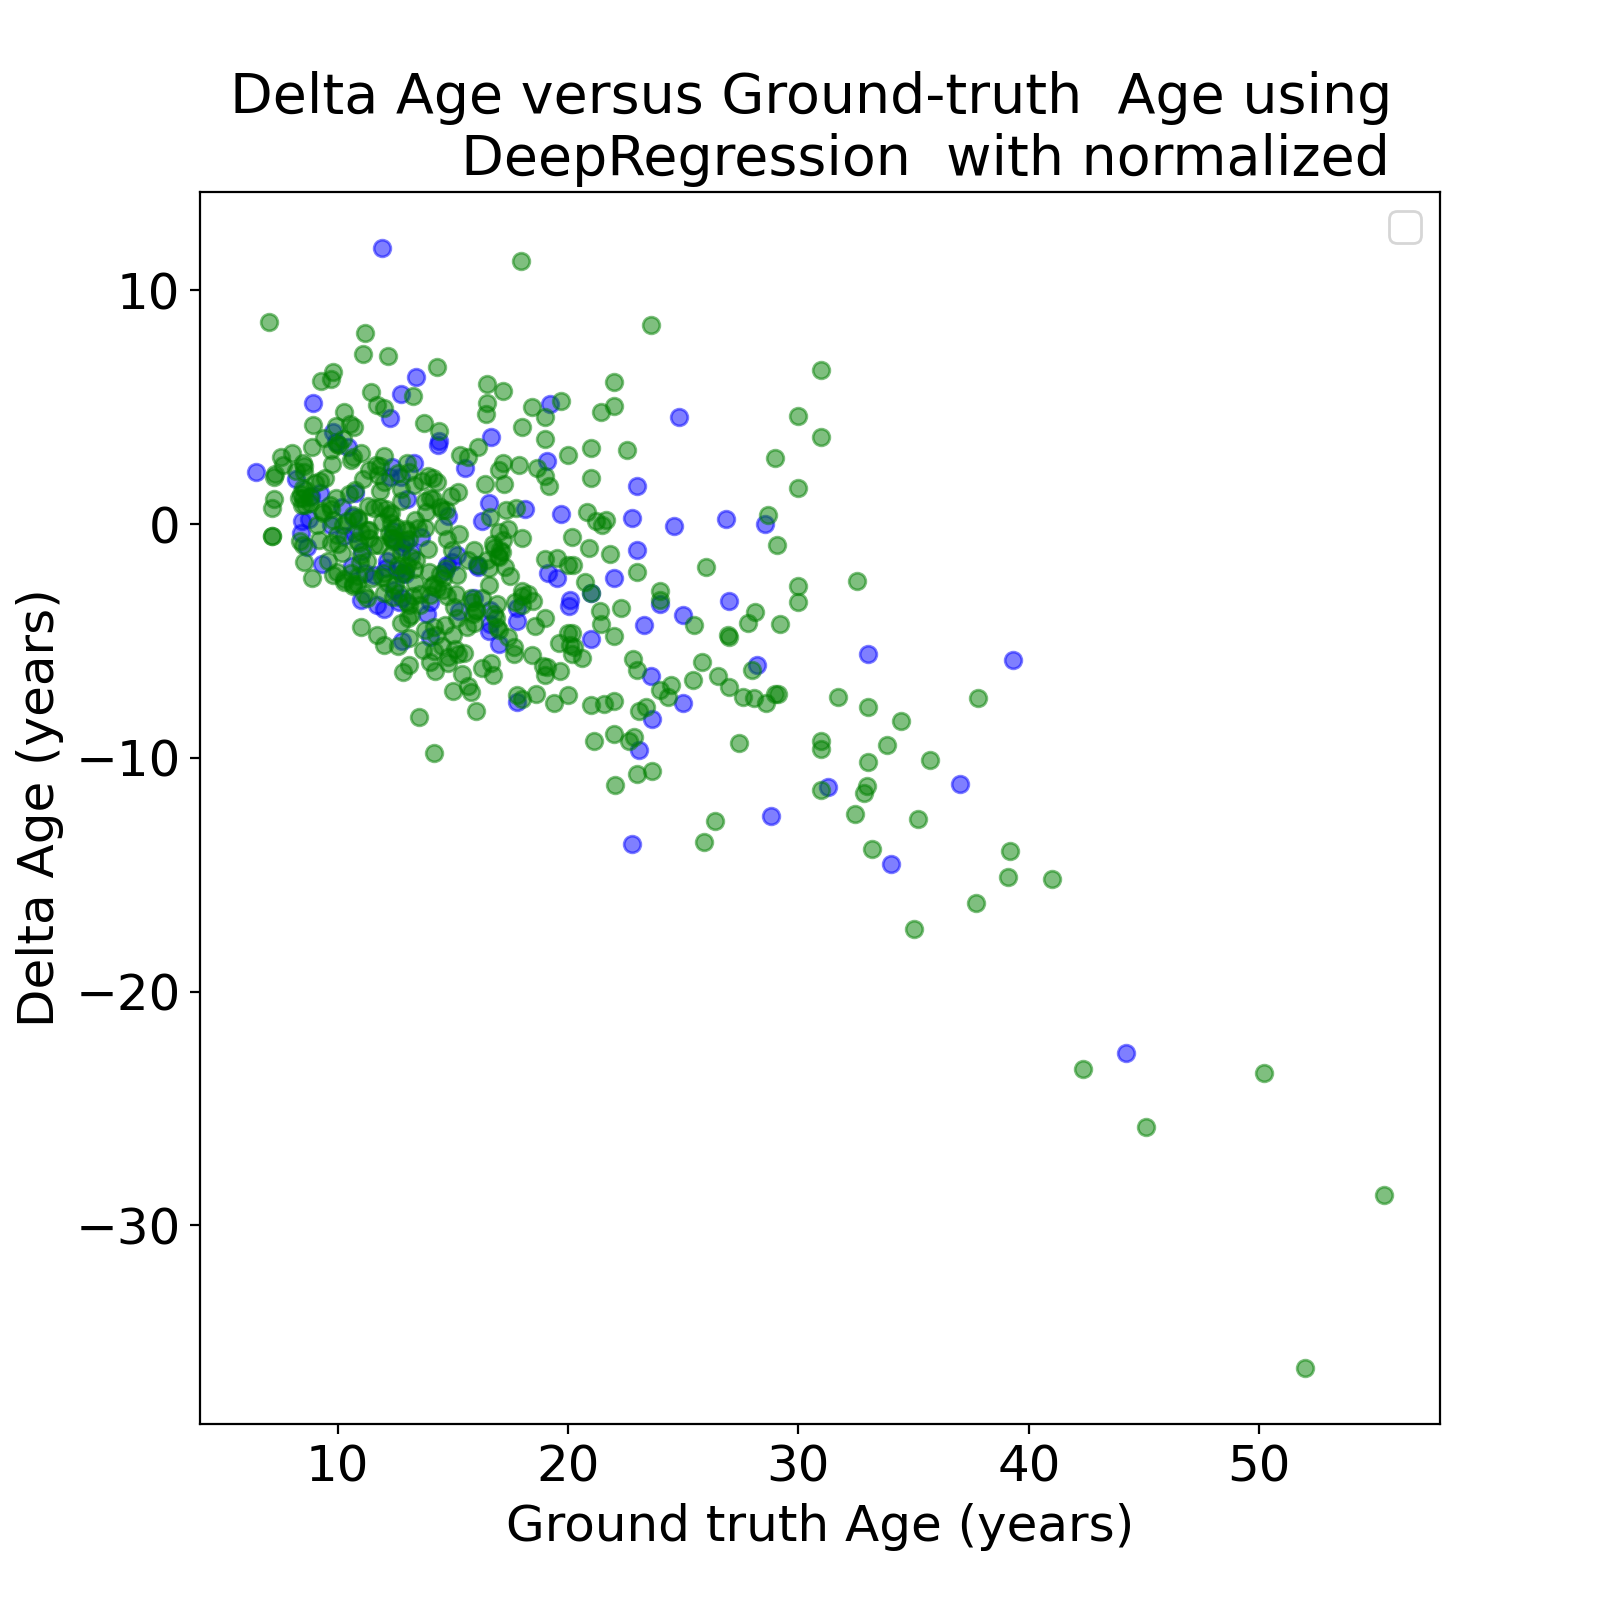 Delta Age versus Ground-truth  Age using
DeepRegression  with normalized
10
0
−10
−20
−30
Delta Age (years)
10 20 30 40 50
Ground truth Age (years)